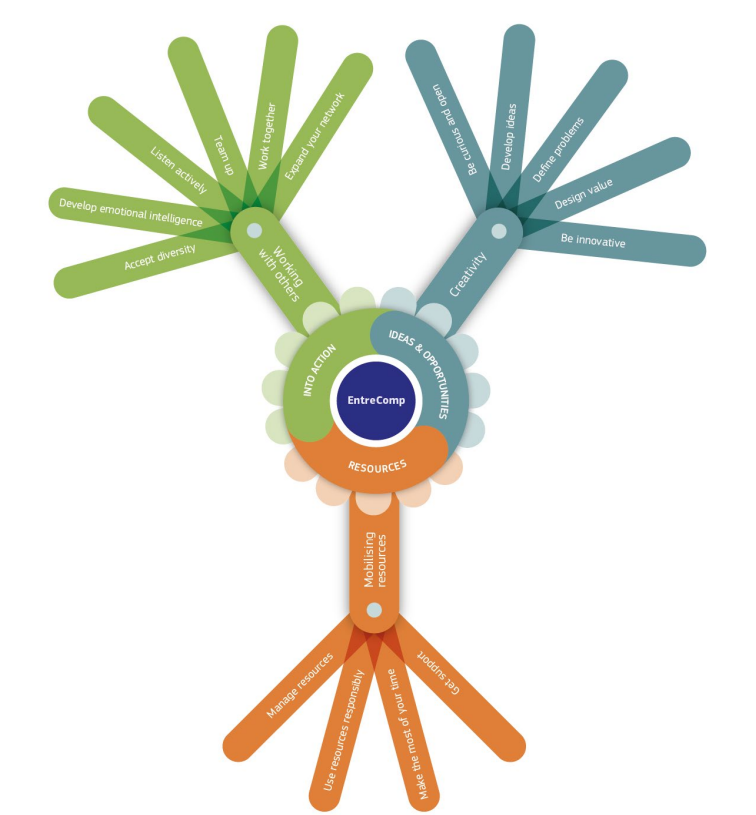 Accept diversity
Develop emotional intelligence
Listen actively
Team up
Work together
Expand your network
Working
with others
Be curious and open
Develop ideas
Define problems
Design value
Be innovative
Creativity
INTO ACTION
IDEAS & OPPORTUNITIES
EntreComp
RESOURCES
Mobilising
resources
Manage resources
Use resources responsibly
Make the most of your time
Get support